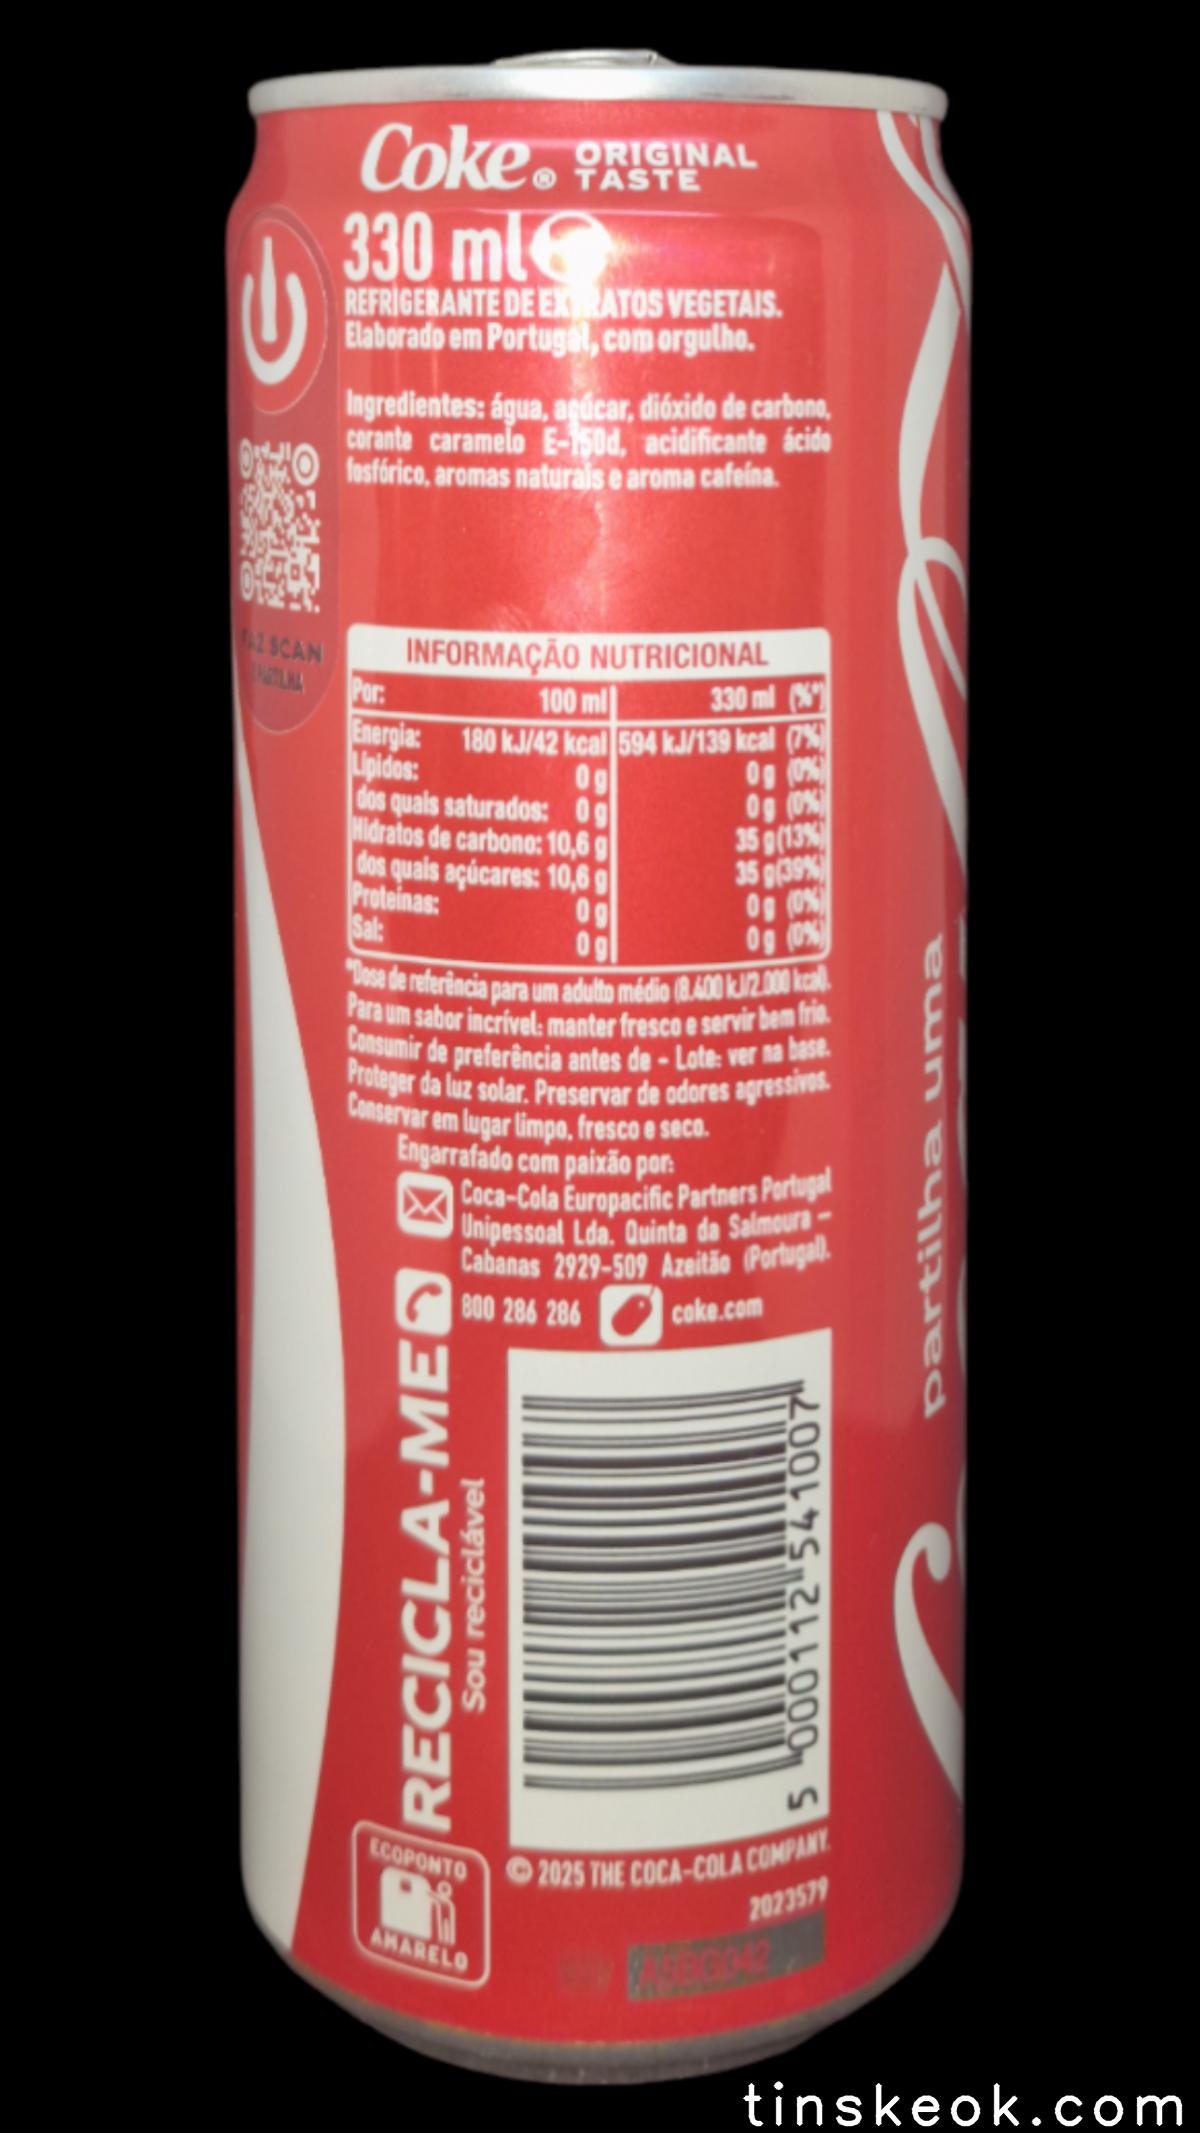 Coke® ORIGINAL TASTE
330 ml
REFRIGERANTE DE EXTRATOS VEGETAIS.
Elaborado em Portugal, com orgulho.
Ingredientes: água, açúcar, dióxido de carbono,
corante caramelo E-150d, acidificante ácido
fosfórico, aromas naturais e aroma cafeína.
FAZ SCAN
E PARTILHA
INFORMAÇÃO NUTRICIONAL
Por: 100 ml 330 ml (%*)
Energia: 180 kJ/42 kcal 594 kJ/139 kcal (7%)
Lípidos: 0 g 0 g (0%)
dos quais saturados: 0 g 0 g (0%)
Hidratos de carbono: 10,6 g 35 g (13%)
dos quais açúcares: 10,6 g 35 g (39%)
Proteínas: 0 g 0 g (0%)
Sal: 0 g 0 g (0%)
*Dose de referência para um adulto médio (8.400 kJ/2.000 kcal).
Para um sabor incrível: manter fresco e servir bem frio.
Consumir de preferência antes de - Lote: ver na base.
Proteger da luz solar. Preservar de odores agressivos.
Conservar em lugar limpo, fresco e seco.
Engarrafado com paixão por:
Coca-Cola Europacific Partners Portugal
Unipessoal Lda. Quinta da Salmoura –
Cabanas 2929-509 Azeitão (Portugal).
800 286 286 coke.com
partilha uma
RECICLA-ME
Sou reciclável
5 000112 541007
ECOPONTO
AMARELO
© 2025 THE COCA-COLA COMPANY.
2023579
tinskeok.com